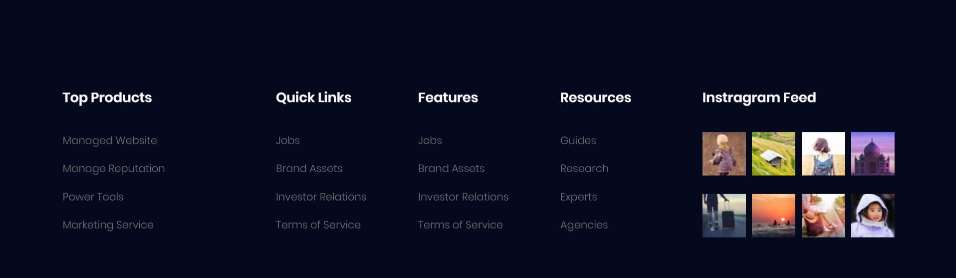 Top Products
Managed Website
Manage Reputation
Power Tools
Marketing Service
Quick Links
Jobs
Brand Assets
Investor Relations
Terms of Service
Features
Jobs
Brand Assets
Investor Relations
Terms of Service
Resources
Guides
Research
Experts
Agencies
Instragram Feed